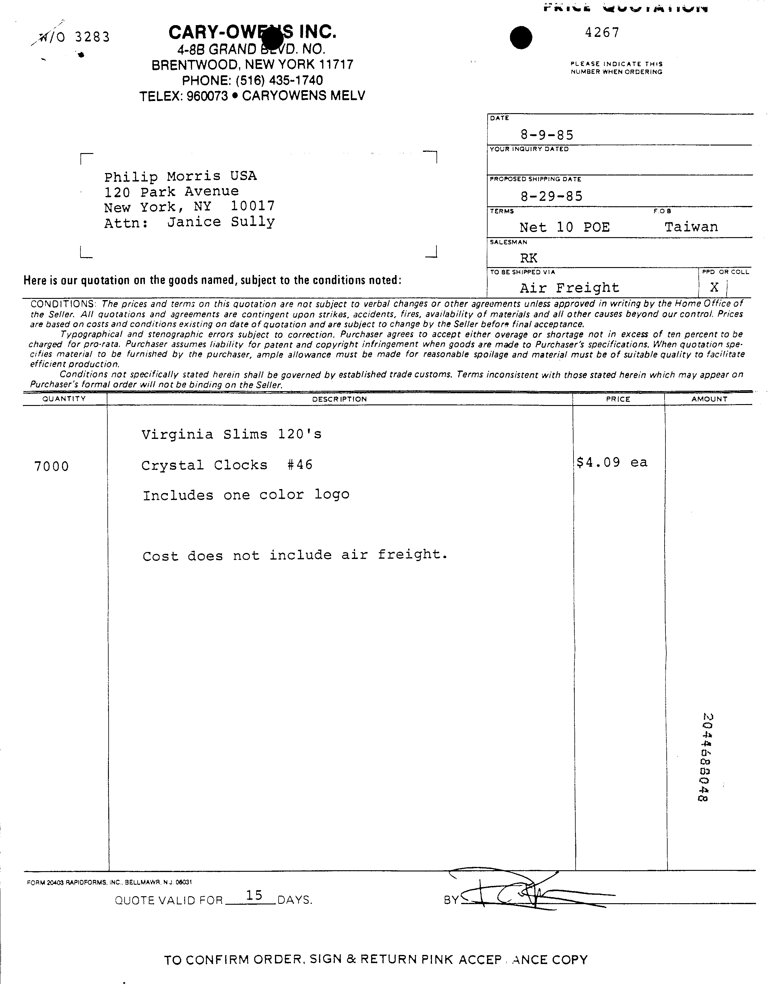 PRICE QUOTATION
W/O 3283
CARY-OWENS INC.
4-8B GRAND BLVD. NO.
BRENTWOOD, NEW YORK 11717
PHONE: (516) 435-1740
TELEX: 960073 • CARYOWENS MELV
4267
PLEASE INDICATE THIS
NUMBER WHEN ORDERING
DATE
8-9-85
YOUR INQUIRY DATED
PROPOSED SHIPPING DATE
8-29-85
TERMS F.O.B
Net 10 POE Taiwan
SALESMAN
RK
TO BE SHIPPED VIA PPD OR COLL
Air Freight X
Philip Morris USA
120 Park Avenue
New York, NY 10017
Attn: Janice Sully
Here is our quotation on the goods named, subject to the conditions noted:
CONDITIONS: The prices and terms on this quotation are not subject to verbal changes or other agreements unless approved in writing by the Home Office of
the Seller. All quotations and agreements are contingent upon strikes, accidents, fires, availability of materials and all other causes beyond our control. Prices
are based on costs and conditions existing on date of quotation and are subject to change by the Seller before final acceptance.
Typographical and stenographic errors subject to correction. Purchaser agrees to accept either overage or shortage not in excess of ten percent to be
charged for pro-rata. Purchaser assumes liability for patent and copyright infringement when goods are made to Purchaser's specifications. When quotation spe-
cifies material to be furnished by the purchaser, ample allowance must be made for reasonable spoilage and material must be of suitable quality to facilitate
efficient production.
Conditions not specifically stated herein shall be governed by established trade customs. Terms inconsistent with those stated herein which may appear on
Purchaser's formal order will not be binding on the Seller.
QUANTITY DESCRIPTION PRICE AMOUNT
Virginia Slims 120's
7000 Crystal Clocks #46 $4.09 ea
Includes one color logo
Cost does not include air freight.
2044688048
FORM 20403 RAPIDFORMS, INC., BELLMAWR, N.J. 08031
QUOTE VALID FOR 15 DAYS. BY
TO CONFIRM ORDER, SIGN & RETURN PINK ACCEPTANCE COPY